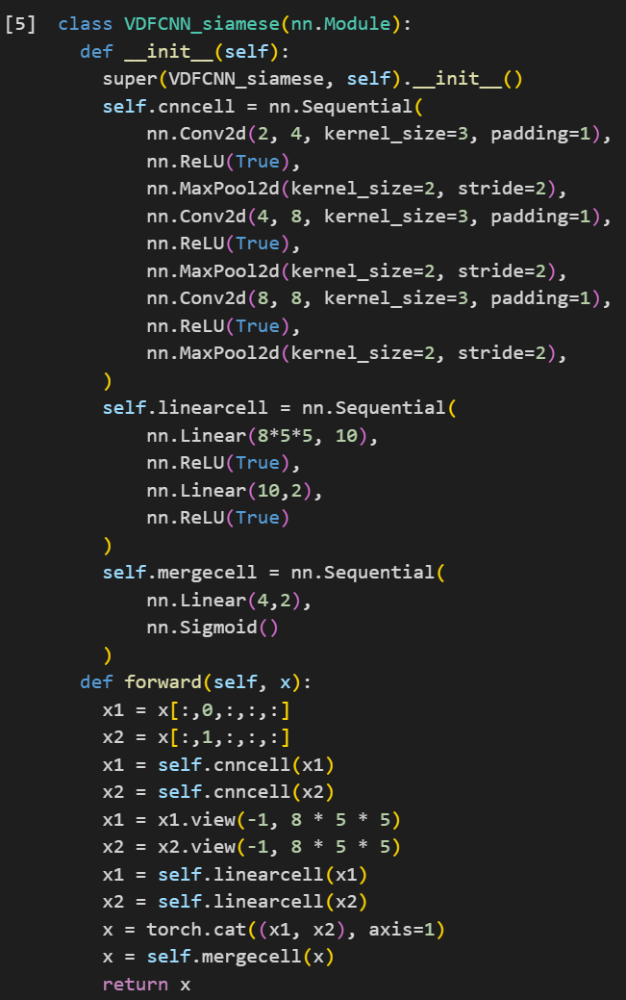 [5] class VDFCNN_siamese(nn.Module):
def __init__(self):
super(VDFCNN_siamese, self).__init__()
self.cnncell = nn.Sequential(
nn.Conv2d(2, 4, kernel_size=3, padding=1),
nn.ReLU(True),
nn.MaxPool2d(kernel_size=2, stride=2),
nn.Conv2d(4, 8, kernel_size=3, padding=1),
nn.ReLU(True),
nn.MaxPool2d(kernel_size=2, stride=2),
nn.Conv2d(8, 8, kernel_size=3, padding=1),
nn.ReLU(True),
nn.MaxPool2d(kernel_size=2, stride=2),
)
self.linearcell = nn.Sequential(
nn.Linear(8*5*5, 10),
nn.ReLU(True),
nn.Linear(10,2),
nn.ReLU(True)
)
self.mergecell = nn.Sequential(
nn.Linear(4,2),
nn.Sigmoid()
)
def forward(self, x):
x1 = x[:,0,:,:,:]
x2 = x[:,1,:,:,:]
x1 = self.cnncell(x1)
x2 = self.cnncell(x2)
x1 = x1.view(-1, 8 * 5 * 5)
x2 = x2.view(-1, 8 * 5 * 5)
x1 = self.linearcell(x1)
x2 = self.linearcell(x2)
x = torch.cat((x1, x2), axis=1)
x = self.mergecell(x)
return x